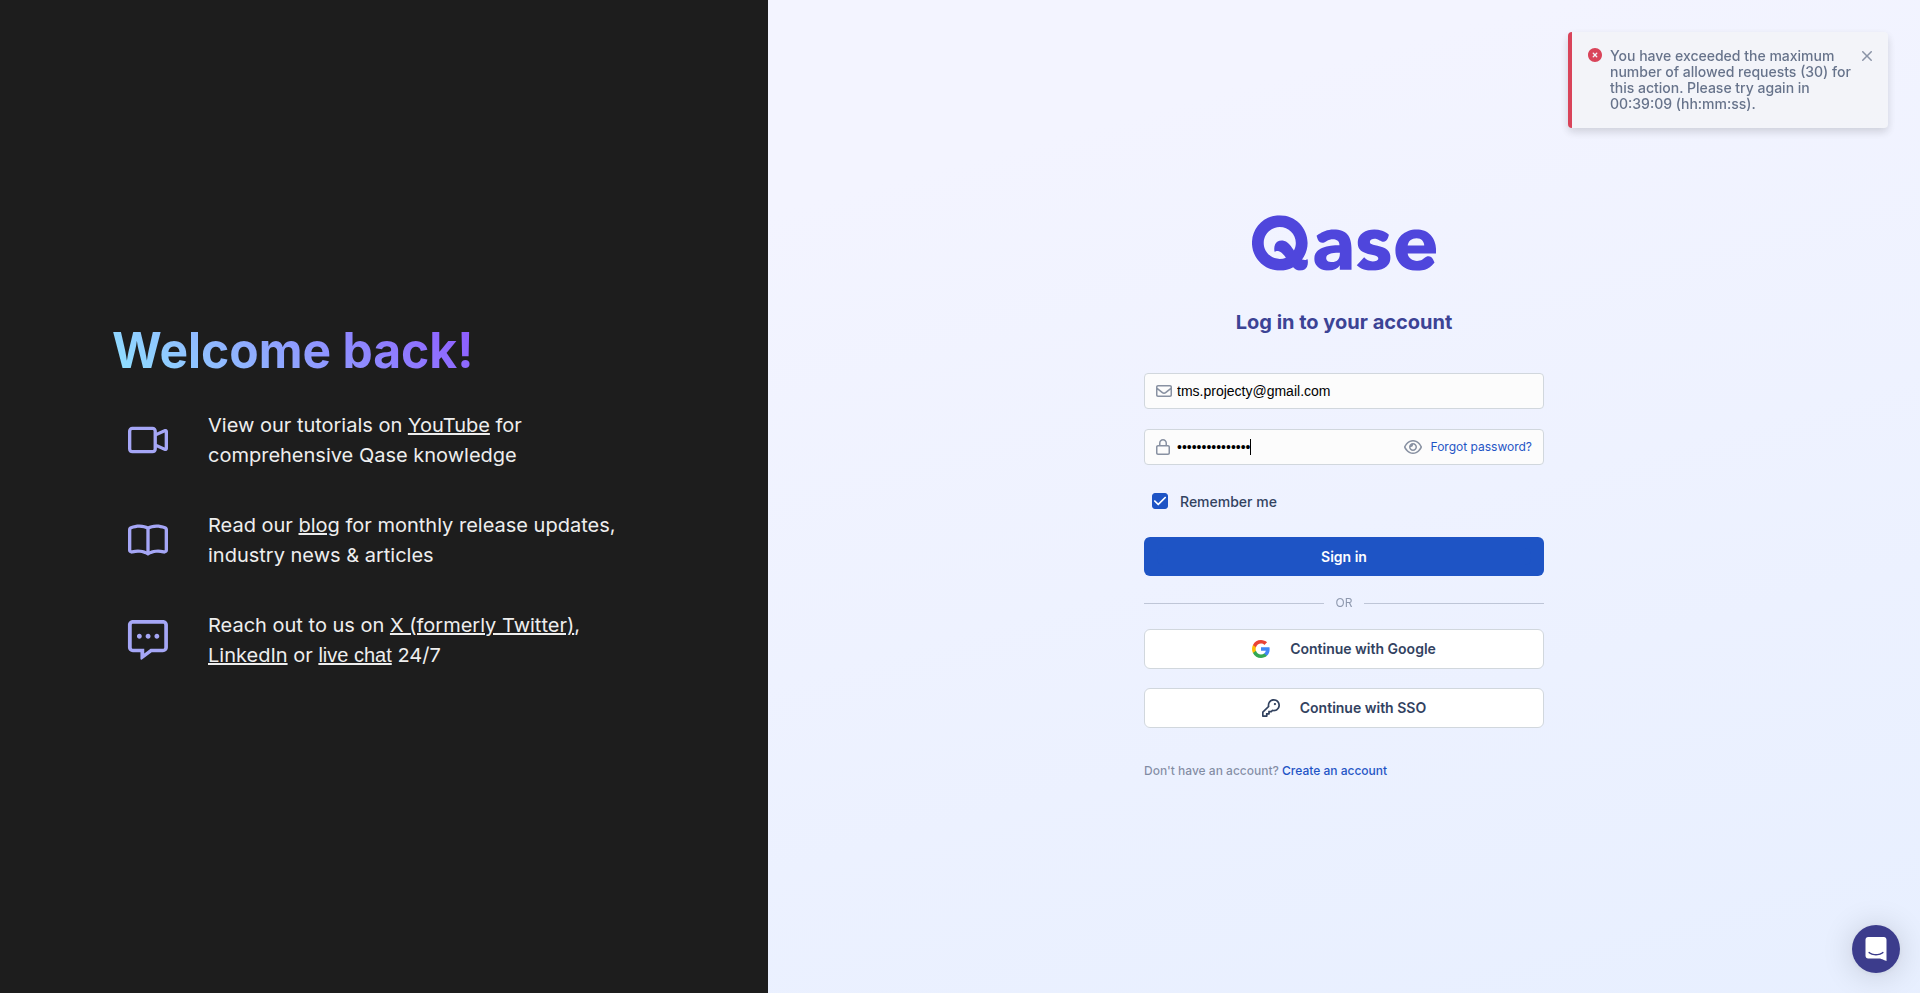 Welcome back!
View our tutorials on YouTube for
comprehensive Qase knowledge
Read our blog for monthly release updates,
industry news & articles
Reach out to us on X (formerly Twitter),
LinkedIn or live chat 24/7
You have exceeded the maximum
number of allowed requests (30) for
this action. Please try again in
00:39:09 (hh:mm:ss).
Qase
Log in to your account
tms.projecty@gmail.com
•••••••••••••••
Forgot password?
Remember me
Sign in
OR
Continue with Google
Continue with SSO
Don't have an account? Create an account